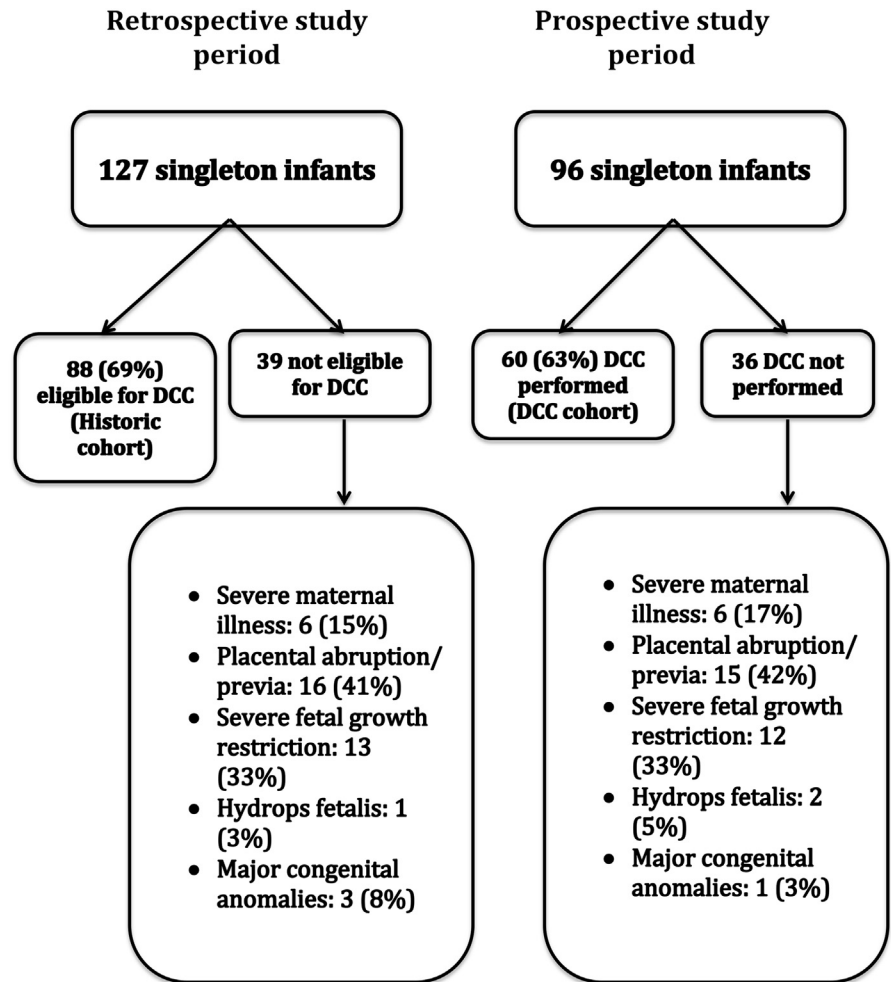 Retrospective study
period
127 singleton infants
88 (69%)
eligible for DCC
(Historic
cohort)
39 not eligible
for DCC
• Severe maternal
illness: 6 (15%)
• Placental abruption/
previa: 16 (41%)
• Severe fetal growth
restriction: 13
(33%)
• Hydrops fetalis: 1
(3%)
• Major congenital
anomalies: 3 (8%)
Prospective study
period
96 singleton infants
60 (63%) DCC
performed
(DCC cohort)
36 DCC not
performed
• Severe maternal
illness: 6 (17%)
• Placental abruption/
previa: 15 (42%)
• Severe fetal growth
restriction: 12
(33%)
• Hydrops fetalis: 2
(5%)
• Major congenital
anomalies: 1 (3%)